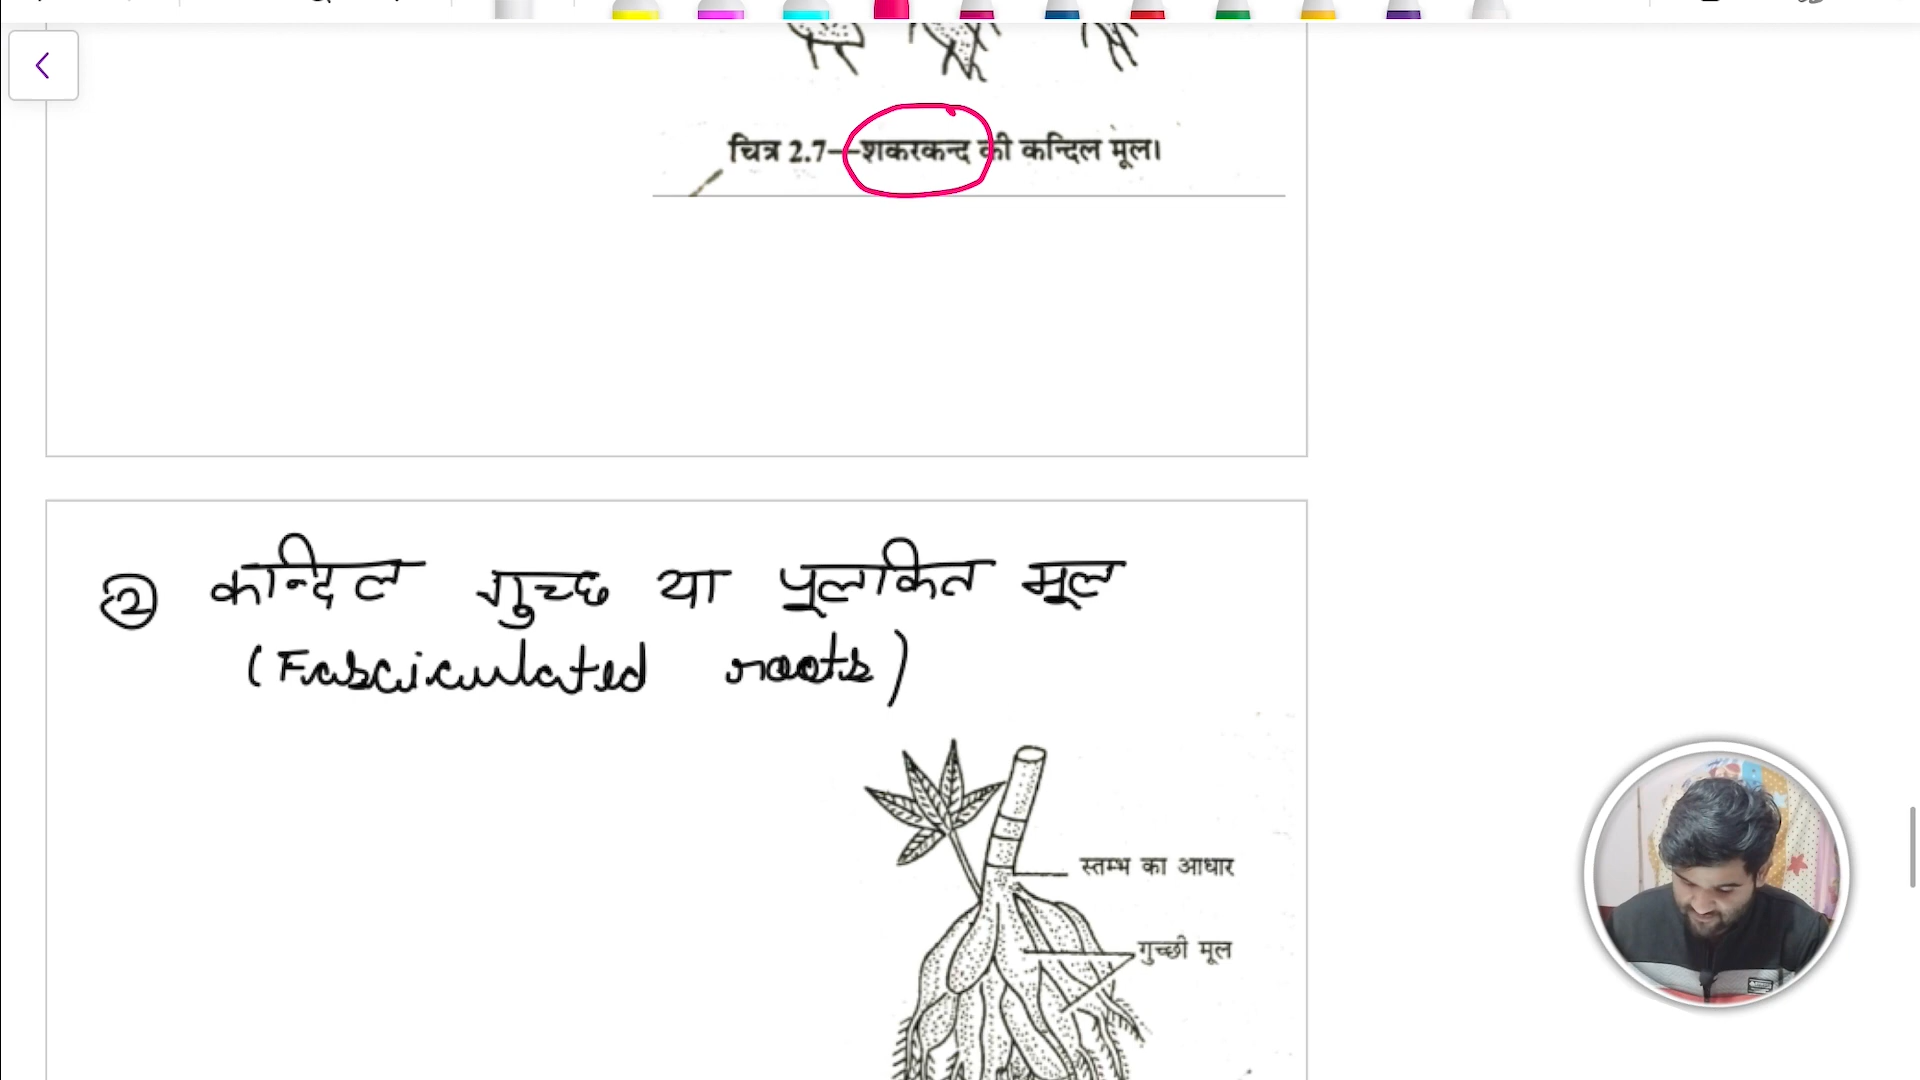 चित्र 2.7—शकरकन्द की कन्दिल मूल।
② कन्दिल गुच्छ या पूलकित मूल
(Fasciculated roots)
स्तम्भ का आधार
गुच्छी मूल